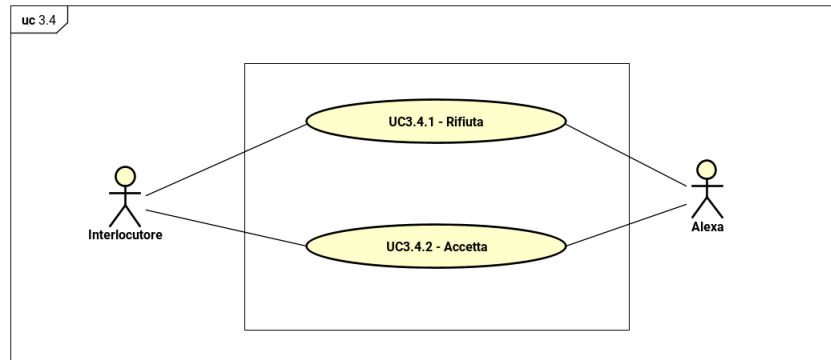 uc 3.4
UC3.4.1 - Rifiuta
Interlocutore
Alexa
UC3.4.2 - Accetta